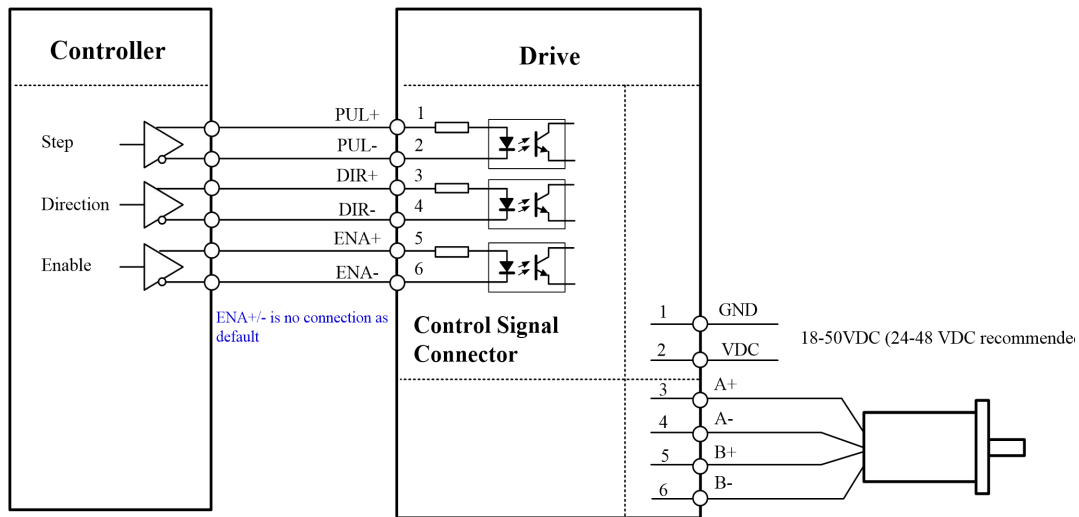 Controller
Drive
Step
PUL+
1
PUL-
2
Direction
DIR+
3
DIR-
4
Enable
ENA+
5
ENA-
6
ENA+/- is no connection as
default
Control Signal
Connector
1
GND
2
VDC
18-50VDC (24-48 VDC recommende
3
A+
4
A-
5
B+
6
B-